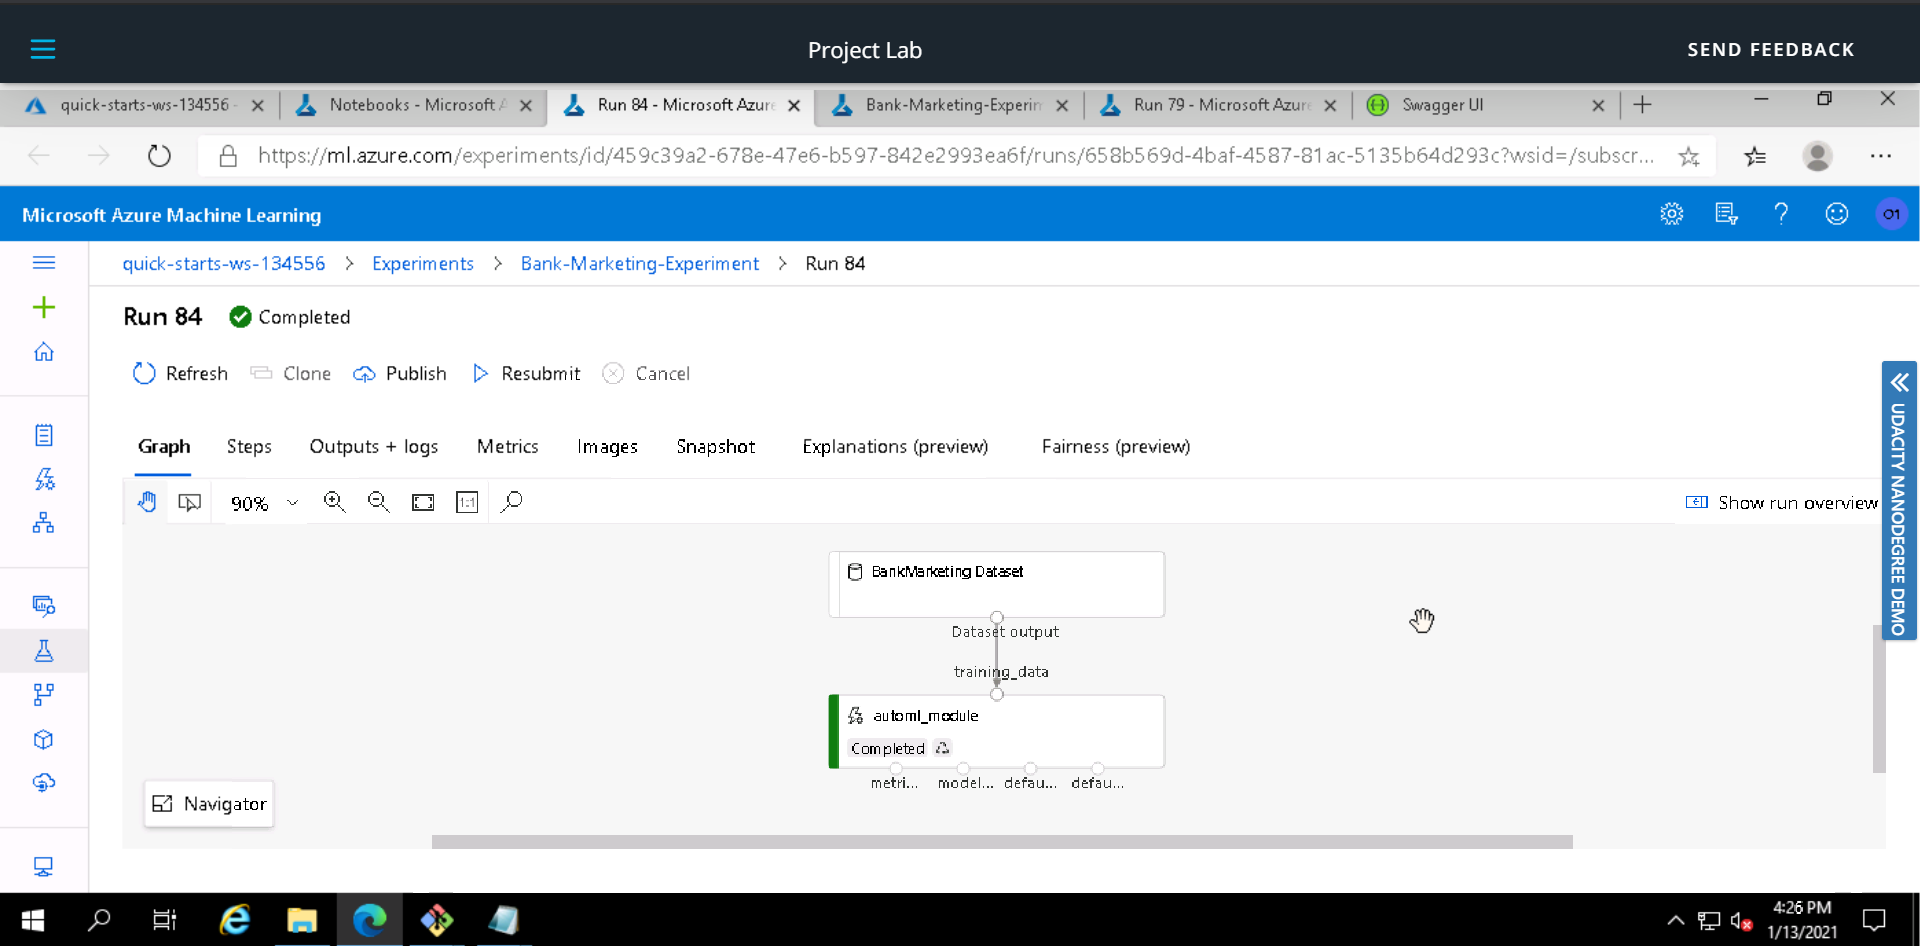 Project Lab
SEND FEEDBACK
quick-starts-ws-134556 -
Notebooks - Microsoft A
Run 84 - Microsoft Azure
Bank-Marketing-Experim
Run 79 - Microsoft Azure
Swagger UI
https://ml.azure.com/experiments/id/459c39a2-678e-47e6-b597-842e2993ea6f/runs/658b569d-4baf-4587-81ac-5135b64d293c?wsid=/subscr...
Microsoft Azure Machine Learning
O1
quick-starts-ws-134556 > Experiments > Bank-Marketing-Experiment > Run 84
Run 84 Completed
Refresh Clone Publish Resubmit Cancel
Graph Steps Outputs + logs Metrics Images Snapshot Explanations (preview) Fairness (preview)
90%
1:1
Show run overview
UDACITY NANODEGREE DEMO
BankMarketing Dataset
Dataset output
training_data
automl_module
Completed
metri... model... defau... defau...
Navigator
4:26 PM
1/13/2021